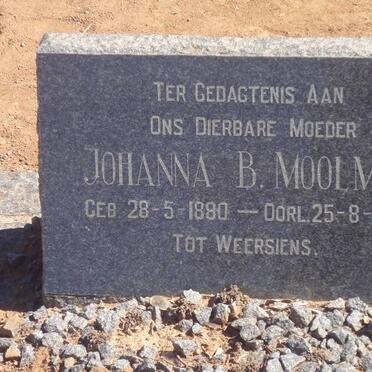 TER GEDAGTENIS AAN
ONS DIERBARE MOEDER
JOHANNA B. MOOLM
GEB 28-5-1880 — OORL. 25-8-
TOT WEERSIENS.